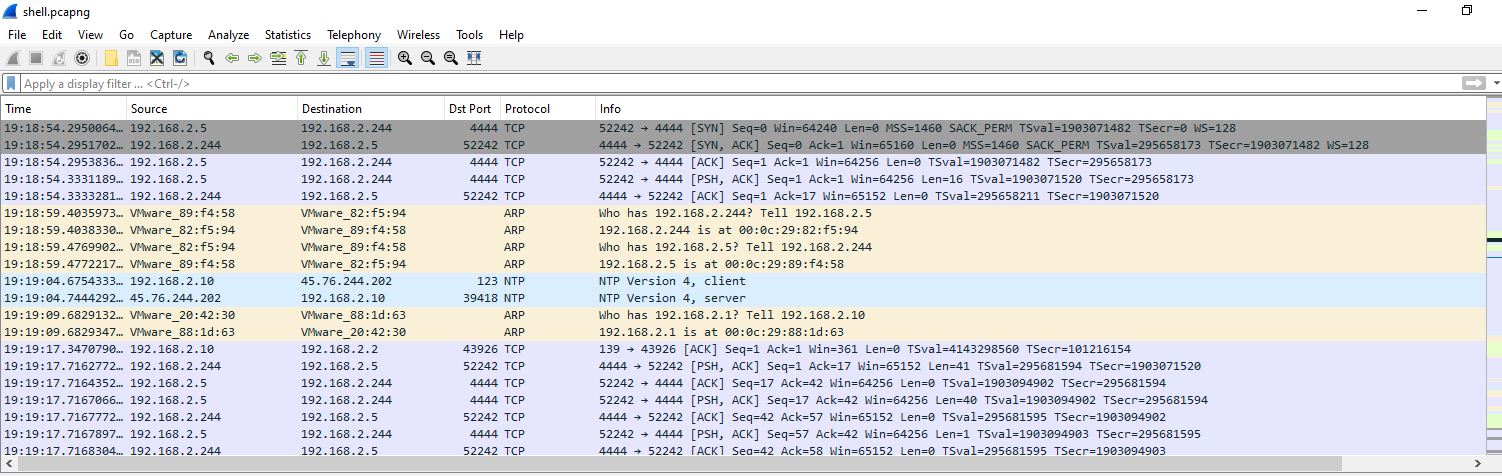 shell.pcapng
File Edit View Go Capture Analyze Statistics Telephony Wireless Tools Help
Apply a display filter ... <Ctrl-/>
Time Source Destination Dst Port Protocol Info
19:18:54.2950064… 192.168.2.5 192.168.2.244 4444 TCP 52242 → 4444 [SYN] Seq=0 Win=64240 Len=0 MSS=1460 SACK_PERM TSval=1903071482 TSecr=0 WS=128
19:18:54.2951702… 192.168.2.244 192.168.2.5 52242 TCP 4444 → 52242 [SYN, ACK] Seq=0 Ack=1 Win=65160 Len=0 MSS=1460 SACK_PERM TSval=295658173 TSecr=1903071482 WS=128
19:18:54.2953836… 192.168.2.5 192.168.2.244 4444 TCP 52242 → 4444 [ACK] Seq=1 Ack=1 Win=64256 Len=0 TSval=1903071482 TSecr=295658173
19:18:54.3331189… 192.168.2.5 192.168.2.244 4444 TCP 52242 → 4444 [PSH, ACK] Seq=1 Ack=1 Win=64256 Len=16 TSval=1903071520 TSecr=295658173
19:18:54.3333281… 192.168.2.244 192.168.2.5 52242 TCP 4444 → 52242 [ACK] Seq=1 Ack=17 Win=65152 Len=0 TSval=295658211 TSecr=1903071520
19:18:59.4035973… VMware_89:f4:58 VMware_82:f5:94 ARP Who has 192.168.2.244? Tell 192.168.2.5
19:18:59.4038330… VMware_82:f5:94 VMware_89:f4:58 ARP 192.168.2.244 is at 00:0c:29:82:f5:94
19:18:59.4769902… VMware_82:f5:94 VMware_89:f4:58 ARP Who has 192.168.2.5? Tell 192.168.2.244
19:18:59.4772217… VMware_89:f4:58 VMware_82:f5:94 ARP 192.168.2.5 is at 00:0c:29:89:f4:58
19:19:04.6754333… 192.168.2.10 45.76.244.202 123 NTP NTP Version 4, client
19:19:04.7444292… 45.76.244.202 192.168.2.10 39418 NTP NTP Version 4, server
19:19:09.6829132… VMware_20:42:30 VMware_88:1d:63 ARP Who has 192.168.2.1? Tell 192.168.2.10
19:19:09.6829347… VMware_88:1d:63 VMware_20:42:30 ARP 192.168.2.1 is at 00:0c:29:88:1d:63
19:19:17.3470790… 192.168.2.10 192.168.2.2 43926 TCP 139 → 43926 [ACK] Seq=1 Ack=1 Win=361 Len=0 TSval=4143298560 TSecr=101216154
19:19:17.7162772… 192.168.2.244 192.168.2.5 52242 TCP 4444 → 52242 [PSH, ACK] Seq=1 Ack=17 Win=65152 Len=41 TSval=295681594 TSecr=1903071520
19:19:17.7164352… 192.168.2.5 192.168.2.244 4444 TCP 52242 → 4444 [ACK] Seq=17 Ack=42 Win=64256 Len=0 TSval=1903094902 TSecr=295681594
19:19:17.7167066… 192.168.2.5 192.168.2.244 4444 TCP 52242 → 4444 [PSH, ACK] Seq=17 Ack=42 Win=64256 Len=40 TSval=1903094902 TSecr=295681594
19:19:17.7167772… 192.168.2.244 192.168.2.5 52242 TCP 4444 → 52242 [ACK] Seq=42 Ack=57 Win=65152 Len=0 TSval=295681595 TSecr=1903094902
19:19:17.7167897… 192.168.2.5 192.168.2.244 4444 TCP 52242 → 4444 [PSH, ACK] Seq=57 Ack=42 Win=64256 Len=1 TSval=1903094903 TSecr=295681595
19:19:17.7168304… 192.168.2.244 192.168.2.5 52242 TCP 4444 → 52242 [ACK] Seq=42 Ack=58 Win=65152 Len=0 TSval=295681595 TSecr=1903094903